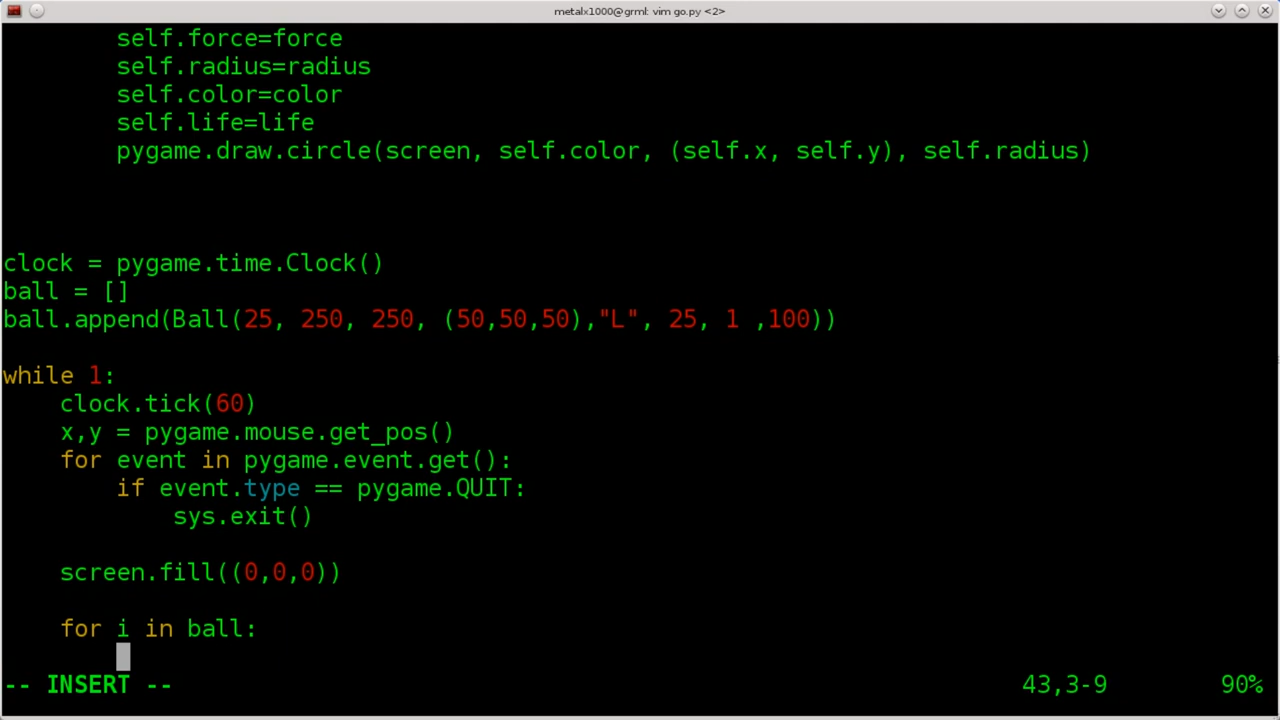 metalx1000@grml: vim go.py <2>
self.force=force
self.radius=radius
self.color=color
self.life=life
pygame.draw.circle(screen, self.color, (self.x, self.y), self.radius)
clock = pygame.time.Clock()
ball = []
ball.append(Ball(25, 250, 250, (50,50,50),"L", 25, 1 ,100))
while 1:
clock.tick(60)
x,y = pygame.mouse.get_pos()
for event in pygame.event.get():
if event.type == pygame.QUIT:
sys.exit()
screen.fill((0,0,0))
for i in ball:
-- INSERT -- 43,3-9 90%